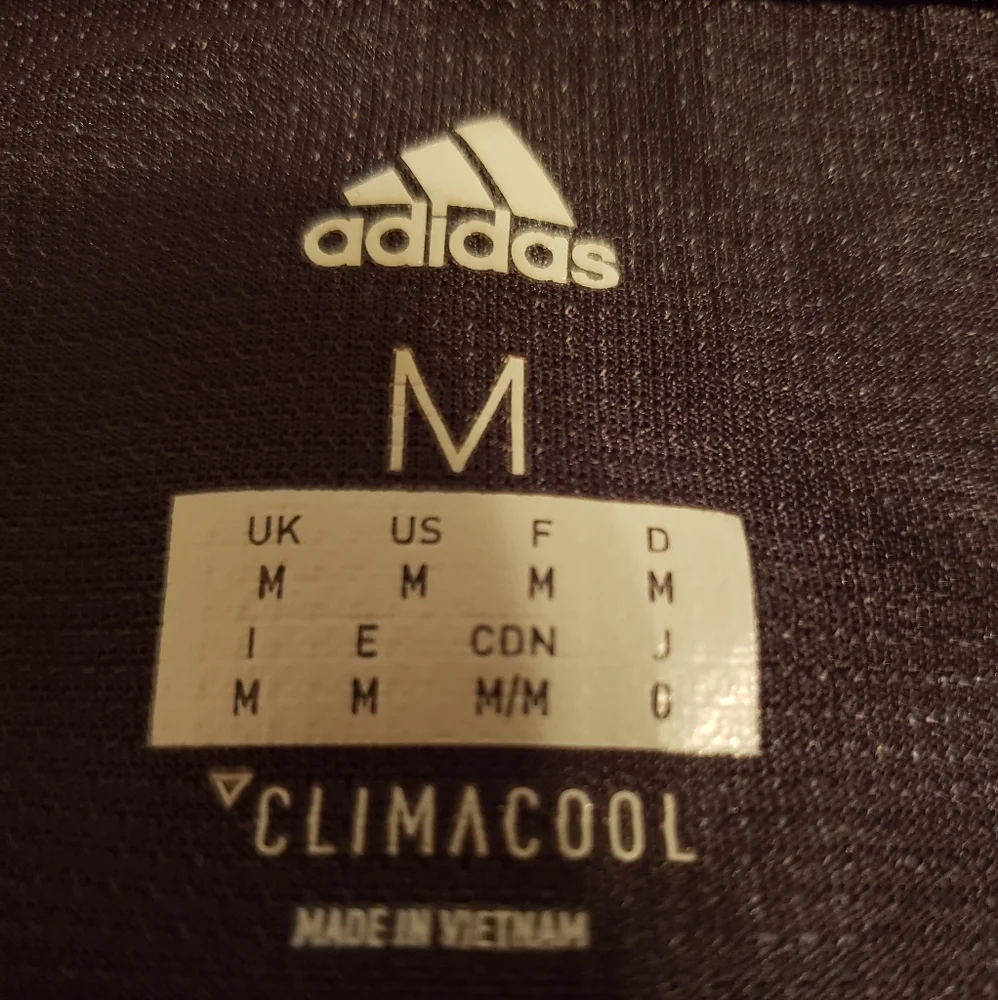 adidas
M
UK US F D
M M M M
I E CDN J
M M M/M O
CLIMACOOL
MADE IN VIETNAM